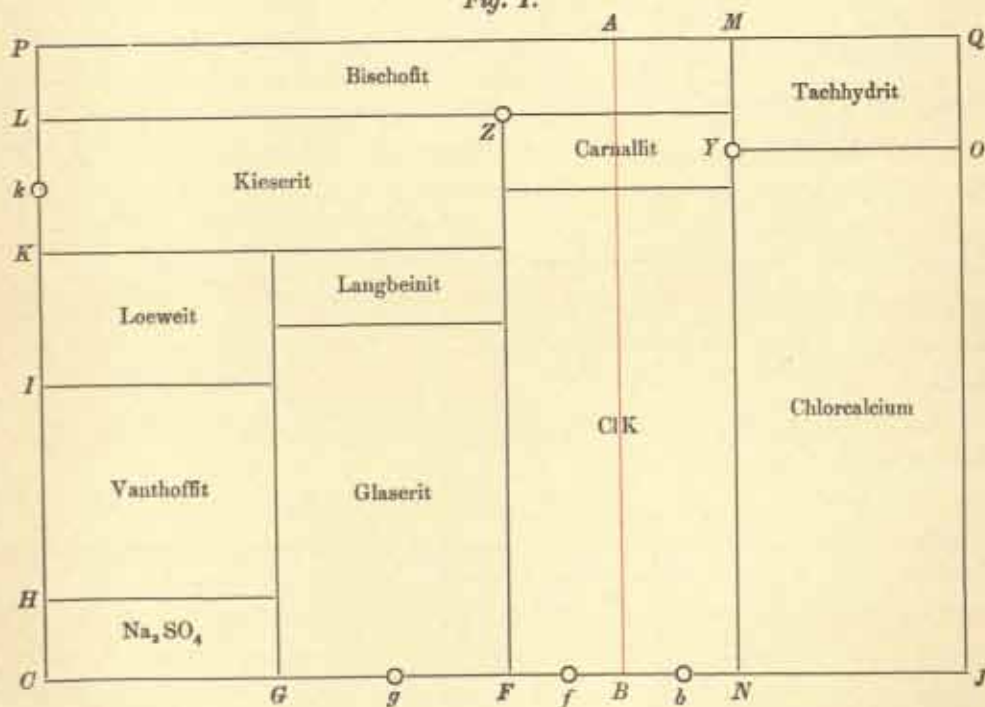 Fig. 1.
A M
P Q
Bischofit Tachhydrit
L
Z Carnallit Y O
k Kieserit
K
Langbeinit
Loeweit
I
ClK Chlorcalcium
Vanthoffit Glaserit
H
Na₂SO₄
C G g F f B b N J